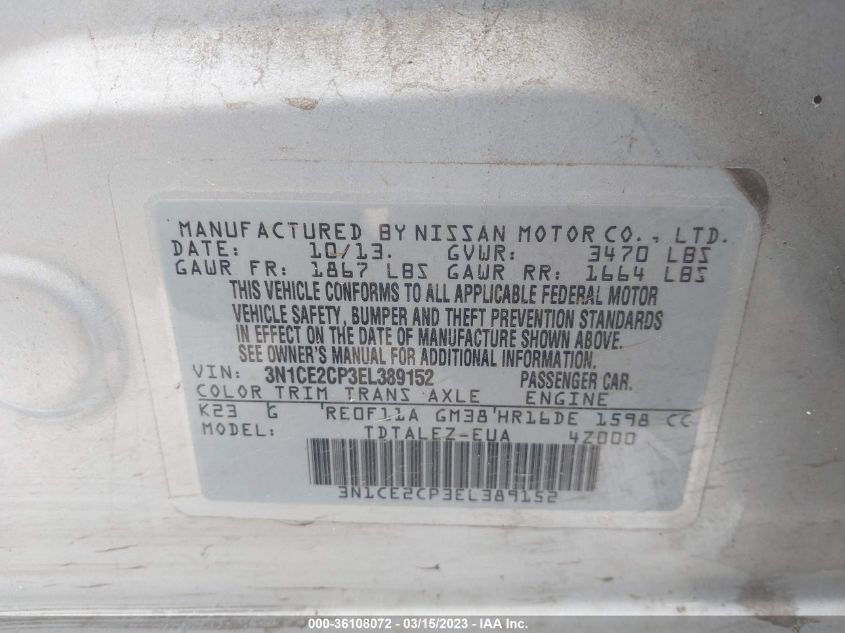 MANUFACTURED BY NISSAN MOTOR CO., LTD.
DATE: 10/13. GVWR: 3470 LBS
GAWR FR: 1867 LBS GAWR RR: 1664 LBS
THIS VEHICLE CONFORMS TO ALL APPLICABLE FEDERAL MOTOR
VEHICLE SAFETY, BUMPER AND THEFT PREVENTION STANDARDS
IN EFFECT ON THE DATE OF MANUFACTURE SHOWN ABOVE.
SEE OWNER'S MANUAL FOR ADDITIONAL INFORMATION.
VIN: 3N1CE2CP3EL389152 PASSENGER CAR.
COLOR TRIM TRANS AXLE ENGINE
K23 G 'RE0F11A GM38'HR16DE 1598 CC
MODEL: TDTALEZ-EUA 4Z000
3N1CE2CP3EL389152
000-36108072 - 03/15/2023 - IAA Inc.